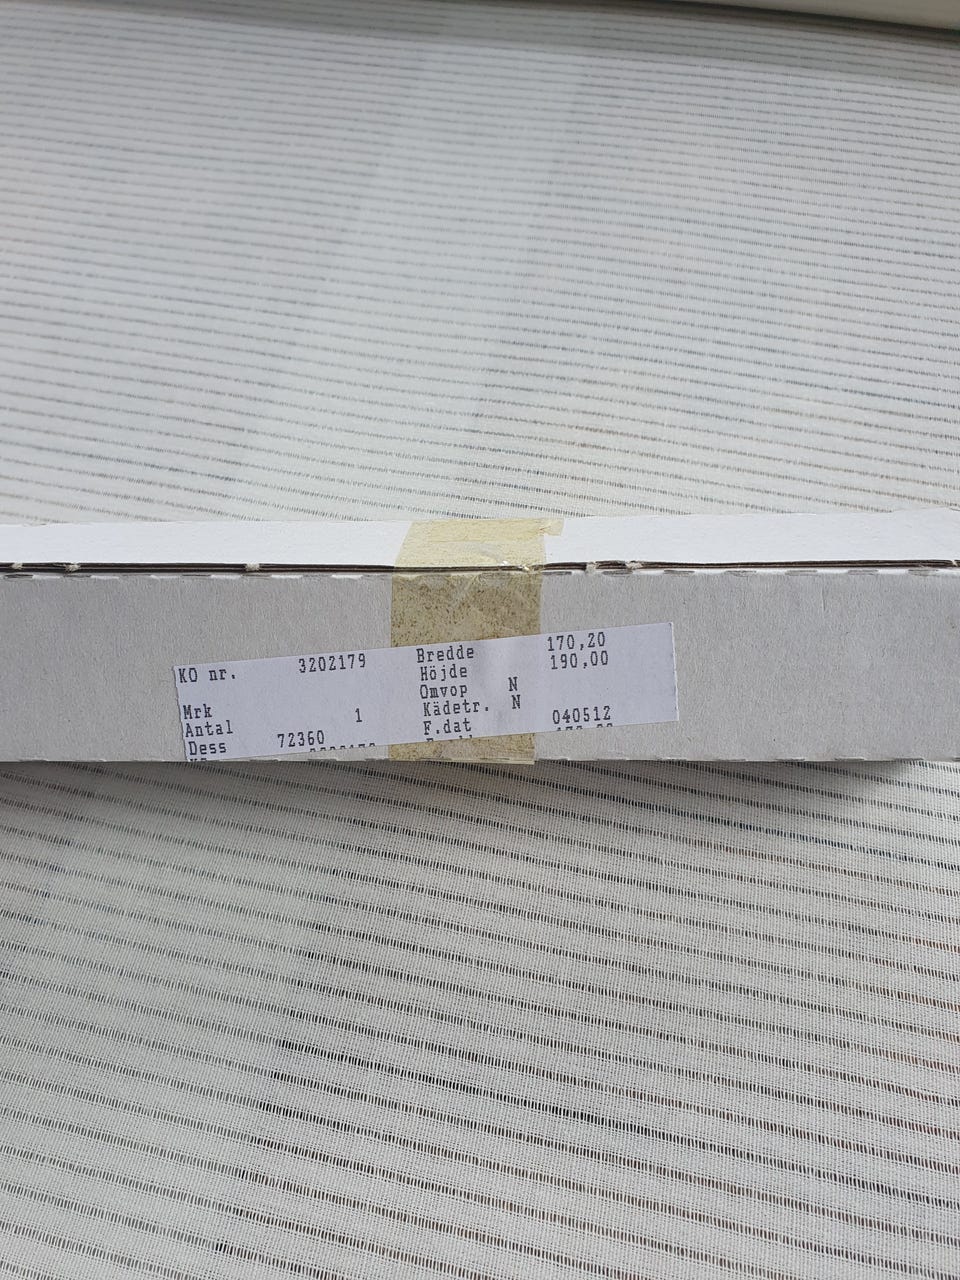 KO nr. 3202179 Bredde 170,20
Höjde 190,00
Omvop N
Mrk Kädetr. N
Antal 1 F.dat 040512
Dess 72360